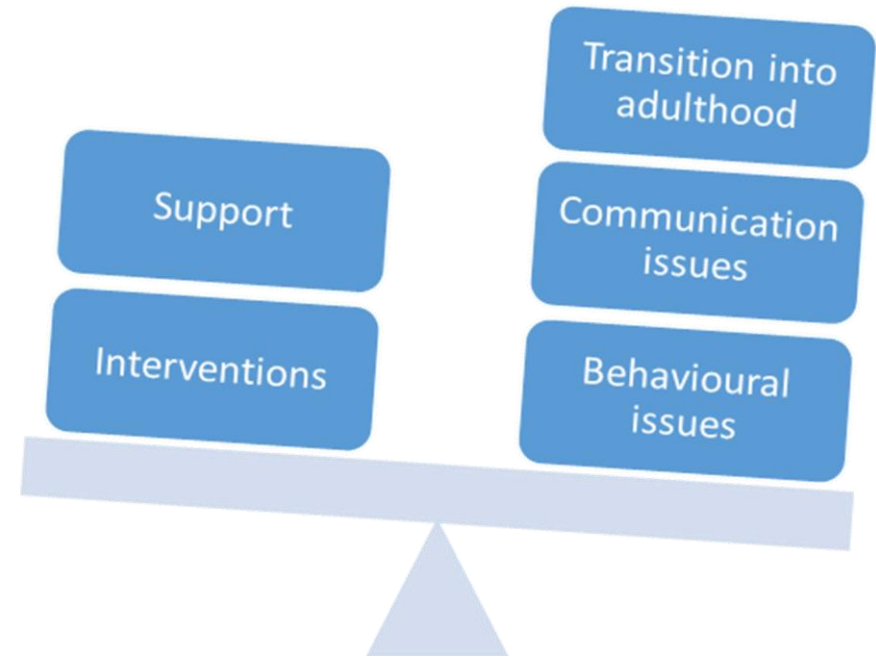 Support
Interventions
Transition into
adulthood
Communication
issues
Behavioural
issues